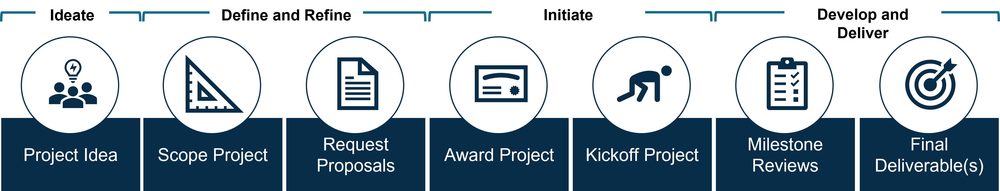 Ideate
Define and Refine
Initiate
Develop and
Deliver
Project Idea
Scope Project
Request
Proposals
Award Project
Kickoff Project
Milestone
Reviews
Final
Deliverable(s)